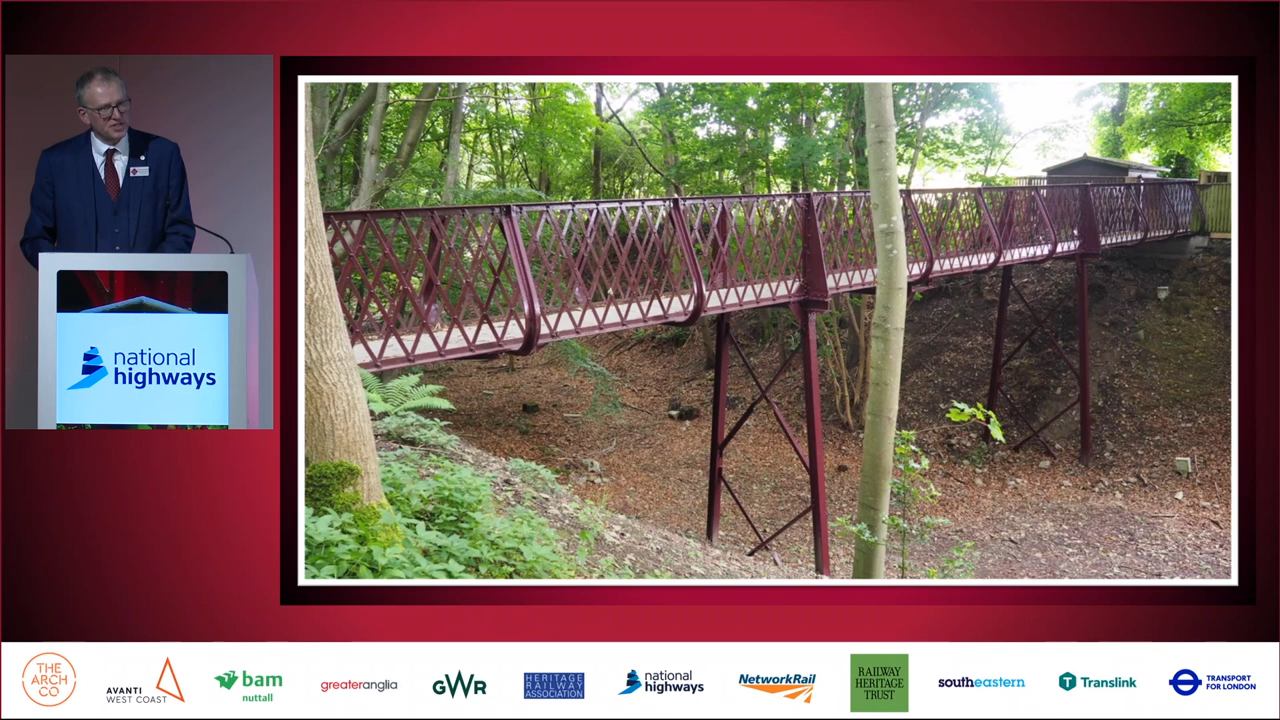 national
highways
THE
ARCH
CO
AVANTI
WEST COAST
bam
nuttall
greateranglia
GWR
HERITAGE
RAILWAY
ASSOCIATION
national
highways
NetworkRail
RAILWAY
HERITAGE
TRUST
southeastern
Translink
TRANSPORT
FOR LONDON